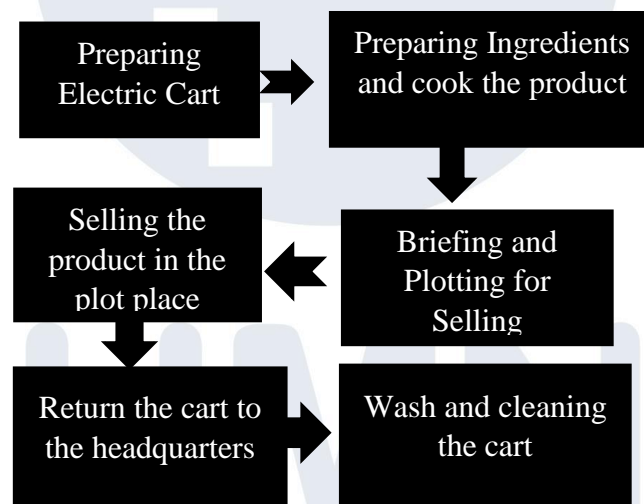 Preparing
Electric Cart
Preparing Ingredients
and cook the product
Briefing and
Plotting for
Selling
Selling the
product in the
plot place
Return the cart to
the headquarters
Wash and cleaning
the cart